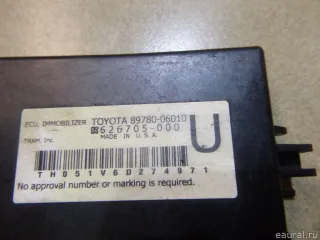 ECU, IMMOBILIZER TOYOTA 89780-06010
626705-000
TRAM, Inc. MADE IN U.S.A.
U
TH051V6D274971
No approval number or marking is required.
© eaural.ru